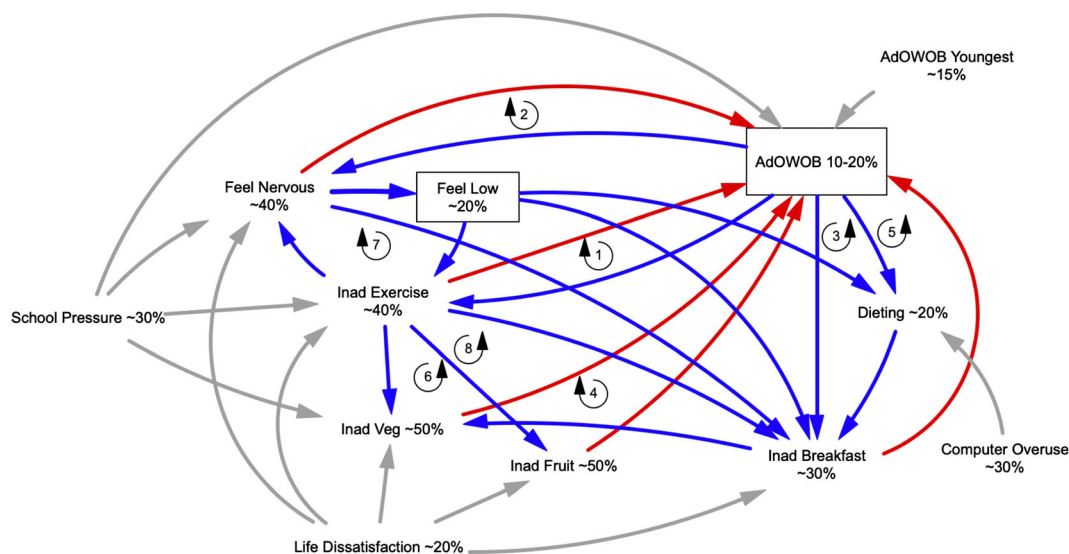 AdOWOB Youngest
~15%
2
AdOWOB 10-20%
Feel Nervous
~40%
Feel Low
~20%
7
3
5
1
Inad Exercise
~40%
School Pressure ~30%
Dieting ~20%
8
6
4
Inad Veg ~50%
Inad Fruit ~50%
Inad Breakfast
~30%
Computer Overuse
~30%
Life Dissatisfaction ~20%